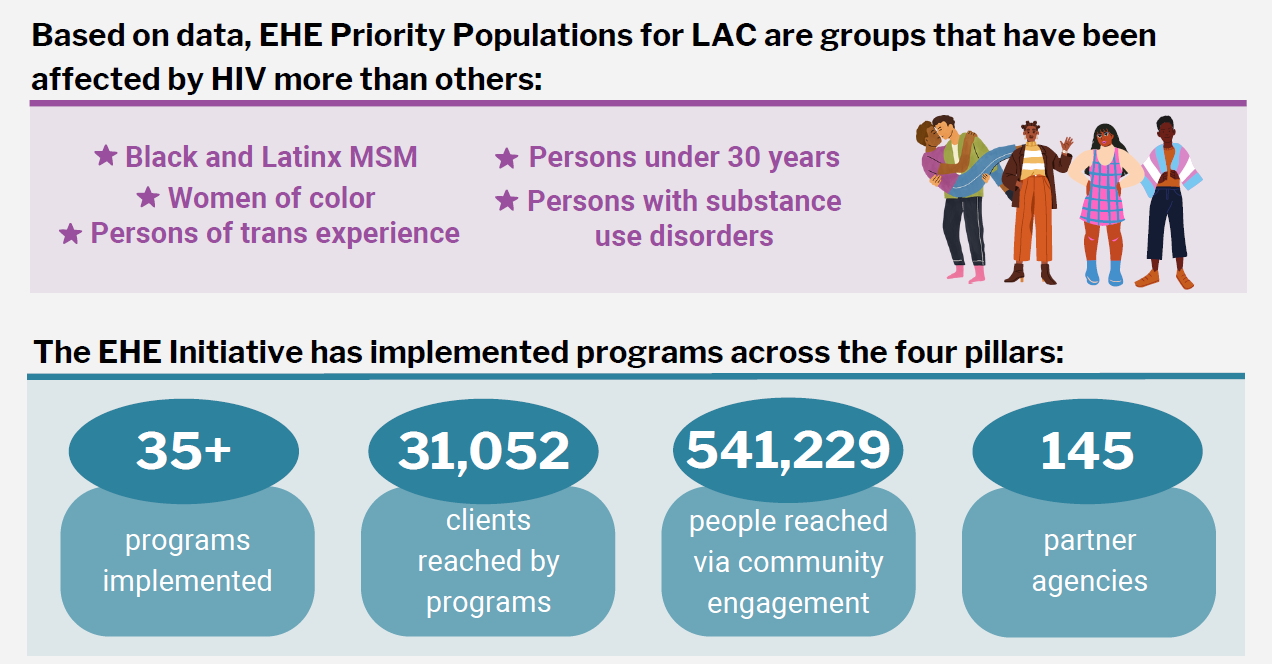 Based on data, EHE Priority Populations for LAC are groups that have been
affected by HIV more than others:
Black and Latinx MSM
Women of color
Persons of trans experience
Persons under 30 years
Persons with substance
use disorders
The EHE Initiative has implemented programs across the four pillars:
35+
programs
implemented
31,052
clients
reached by
programs
541,229
people reached
via community
engagement
145
partner
agencies